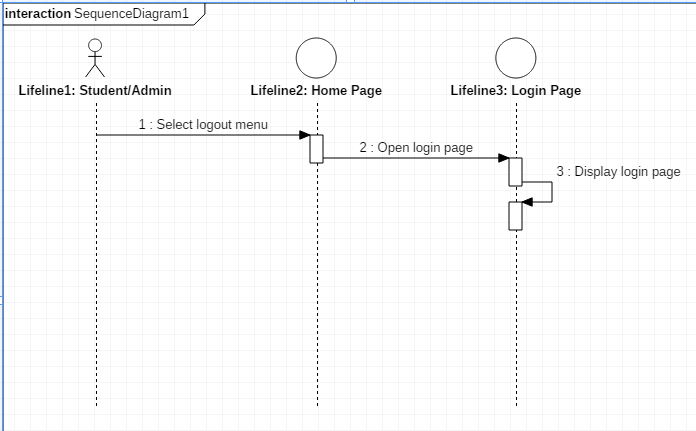 interaction SequenceDiagram1
Lifeline1: Student/Admin
Lifeline2: Home Page
Lifeline3: Login Page
1 : Select logout menu
2 : Open login page
3 : Display login page